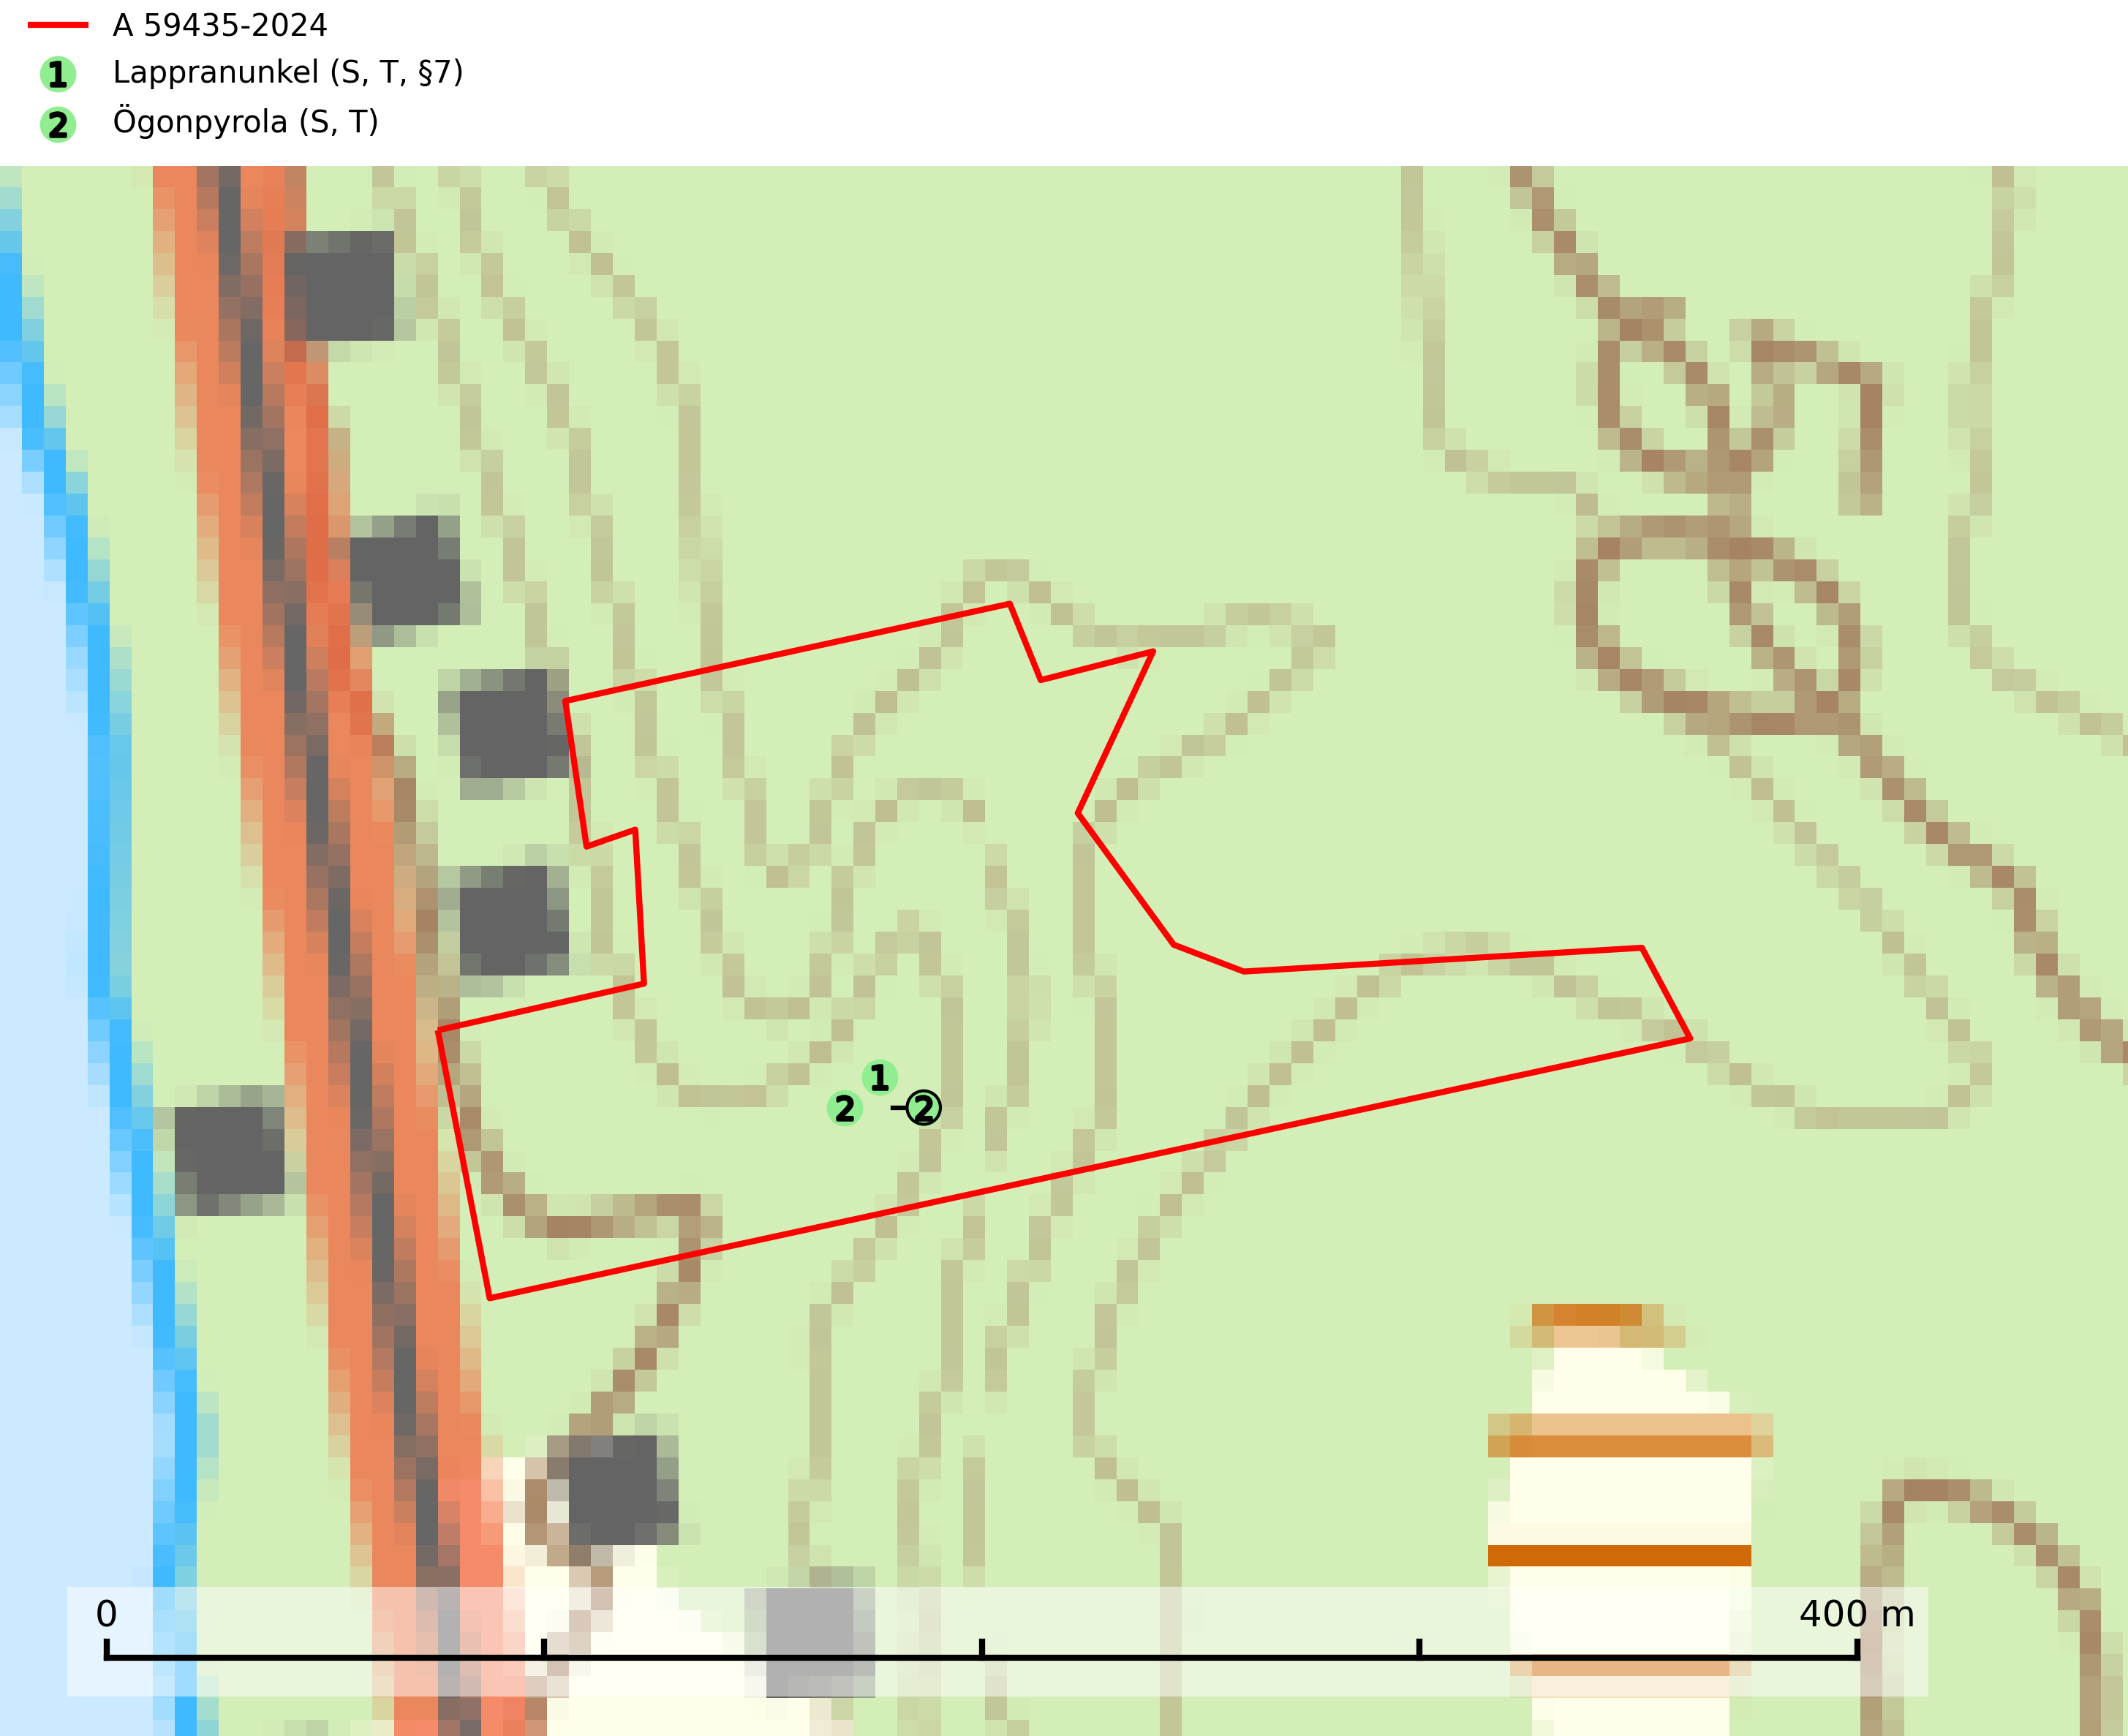 A 59435-2024
1 Lappranunkel (S, T, §7)
2 Ögonpyrola (S, T)
1
2
2
0
400 m